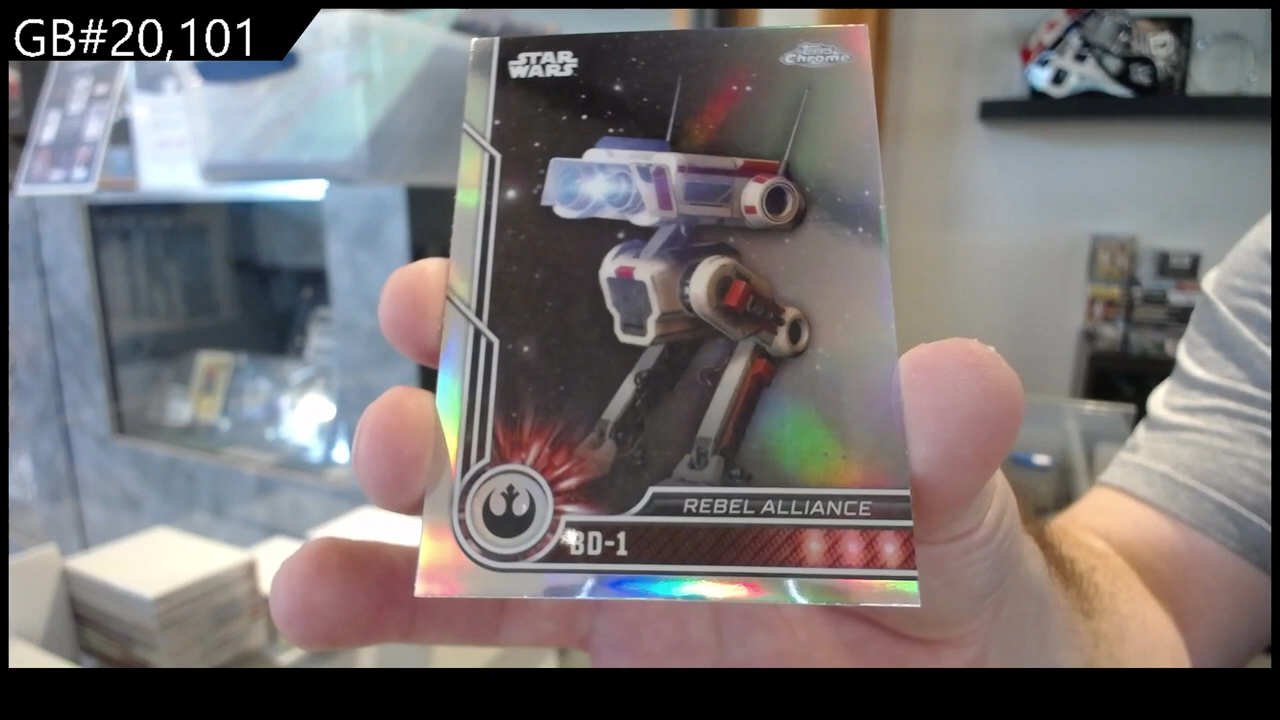 GB#20,101
STAR
WARS
Topps
Chrome
REBEL ALLIANCE
BD-1